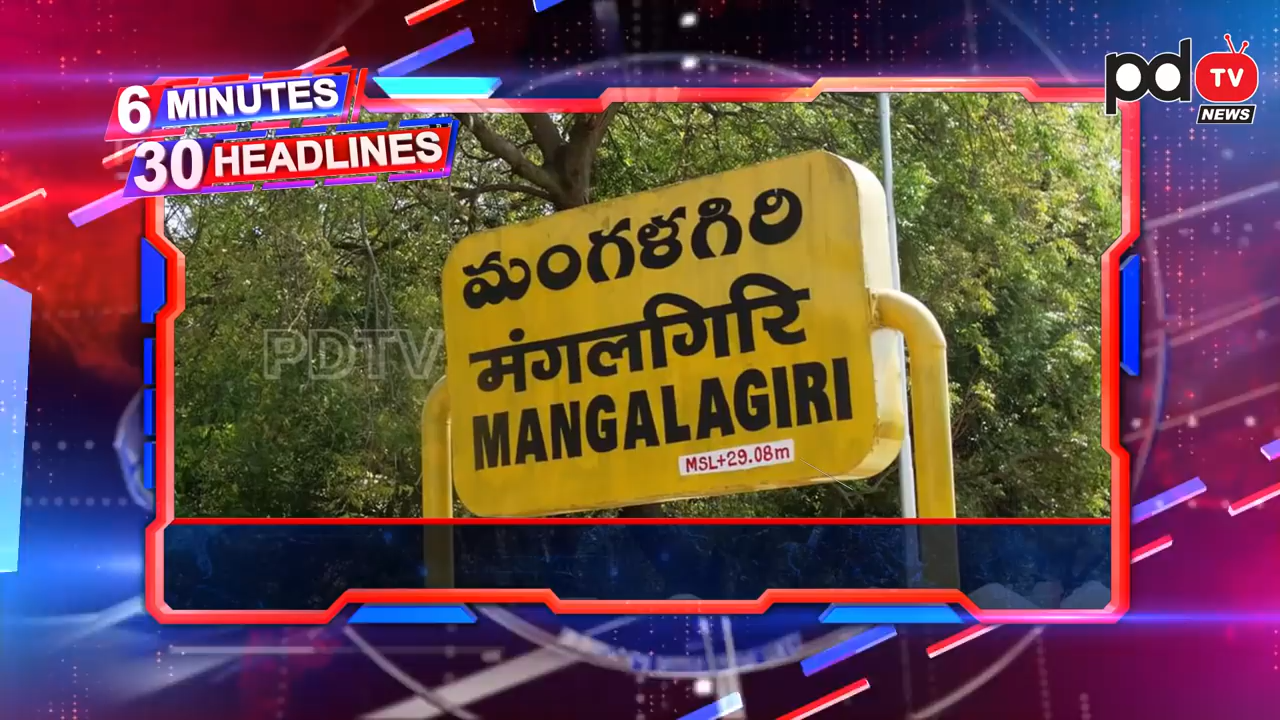 6 MINUTES
30 HEADLINES
pd TV
NEWS
మంగళగిరి
मंगलगिरि
MANGALAGIRI
MSL+29.08m
PDTV